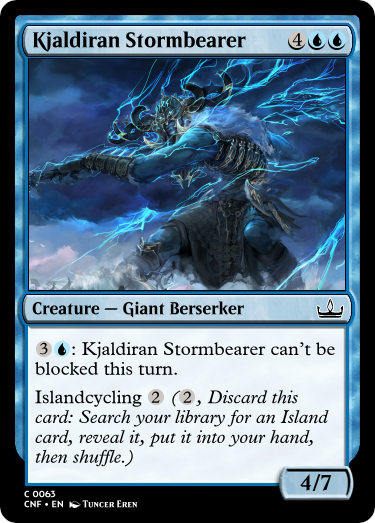 Kjaldiran Stormbearer 4
Creature — Giant Berserker
3 : Kjaldiran Stormbearer can't be
blocked this turn.
Islandcycling 2 (2, Discard this
card: Search your library for an Island
card, reveal it, put it into your hand,
then shuffle.)
4/7
C 0063
CNF • EN Tuncer Eren